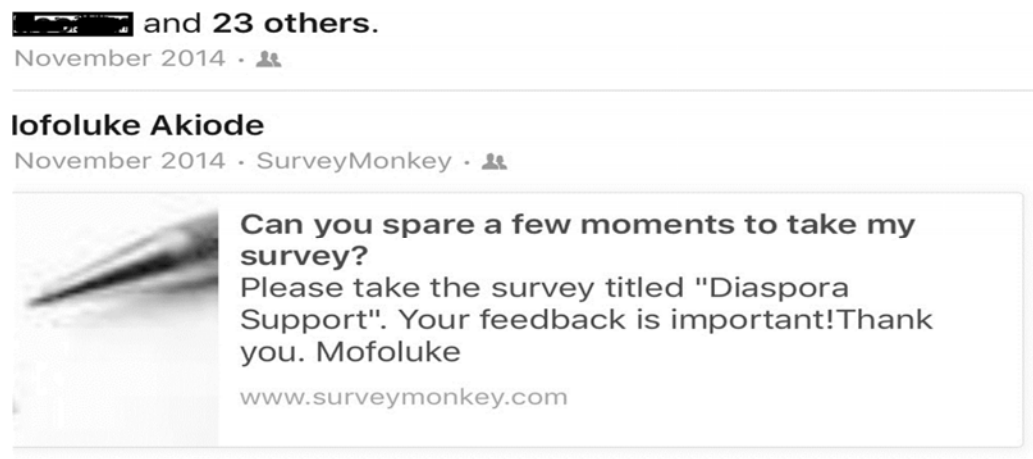 and 23 others.
November 2014 ·
lofoluke Akiode
November 2014 · SurveyMonkey ·
Can you spare a few moments to take my
survey?
Please take the survey titled "Diaspora
Support". Your feedback is important!Thank
you. Mofoluke
www.surveymonkey.com